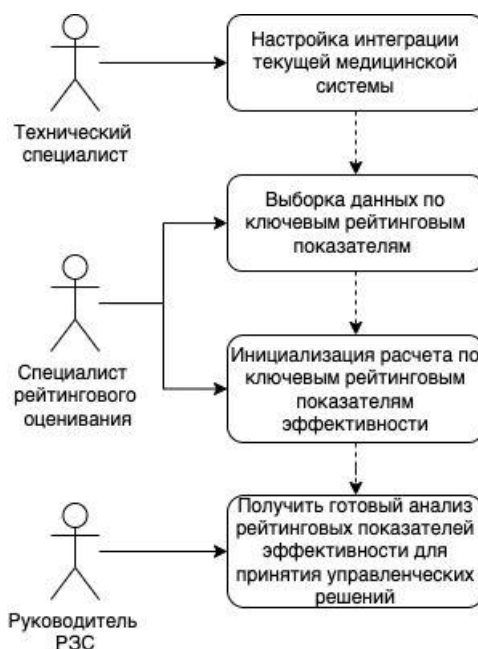 Настройка интеграции
текущей медицинской
системы
Технический
специалист
Выборка данных по
ключевым рейтинговым
показателям
Специалист
рейтингового
оценивания
Инициализация расчета по
ключевым рейтинговым
показателям
эффективности
Получить готовый анализ
рейтинговых показателей
эффективности для
принятия управленческих
решений
Руководитель
РЗС